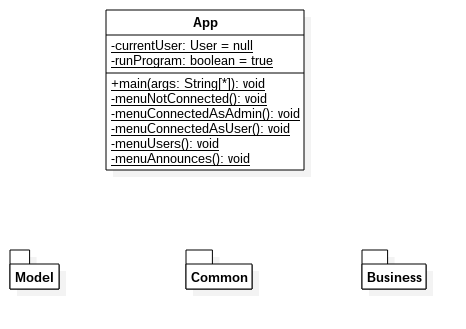 App
-currentUser: User = null
-runProgram: boolean = true
+main(args: String[*]): void
-menuNotConnected(): void
-menuConnectedAsAdmin(): void
-menuConnectedAsUser(): void
-menuUsers(): void
-menuAnnounces(): void
Model
Common
Business